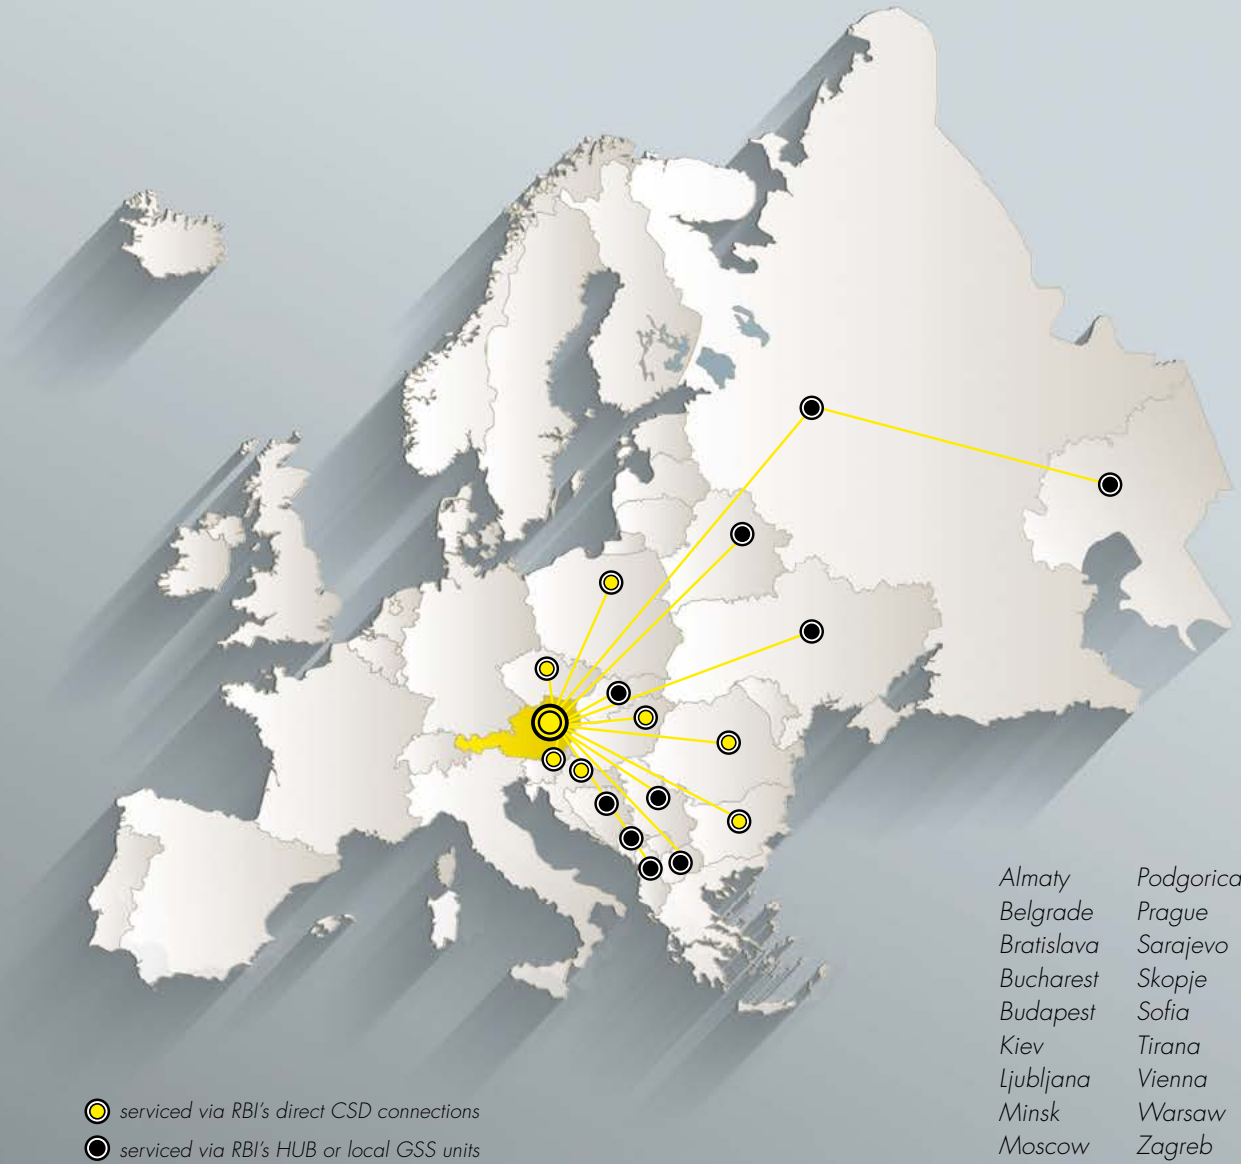 Almaty
Belgrade
Bratislava
Bucharest
Budapest
Kiev
Ljubljana
Minsk
Moscow
Podgorica
Prague
Sarajevo
Skopje
Sofia
Tirana
Vienna
Warsaw
Zagreb
serviced via RBI's direct CSD connections
serviced via RBI's HUB or local GSS units